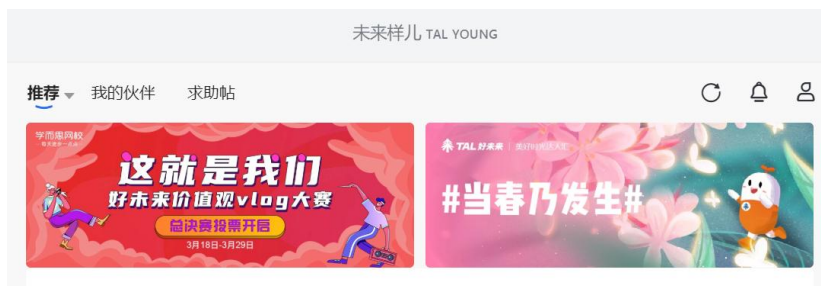 未来样儿 TAL YOUNG
推荐 我的伙伴 求助帖
学而思网校
这就是我们
好未来价值观vlog大赛
总决赛投票开启
3月18日-3月29日
TAL 好未来
#当春乃发生#